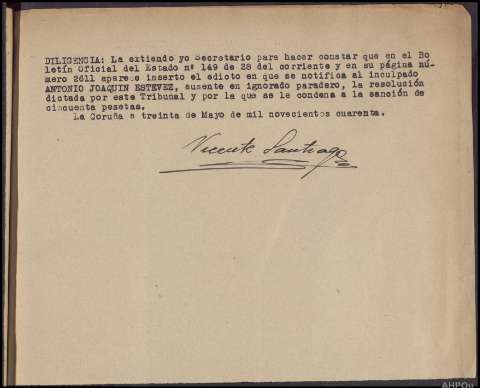 DILIGENCIA: La extiendo yo Secretario para hacer constar que en el Bo
letín Oficial del Estado nº 149 de 28 del corriente y en su página nú-
mero 2611 aparece inserto el edicto en que se notifica al inculpado
ANTONIO JOAQUIN ESTEVEZ, ausente en ignorado paradero, la resolución
dictada por este Tribunal y por la que se le condena a la sanción de
cincuenta pesetas.
La Coruña a treinta de Mayo de mil novecientos cuarenta.
Vicente Santiago
AHPOu